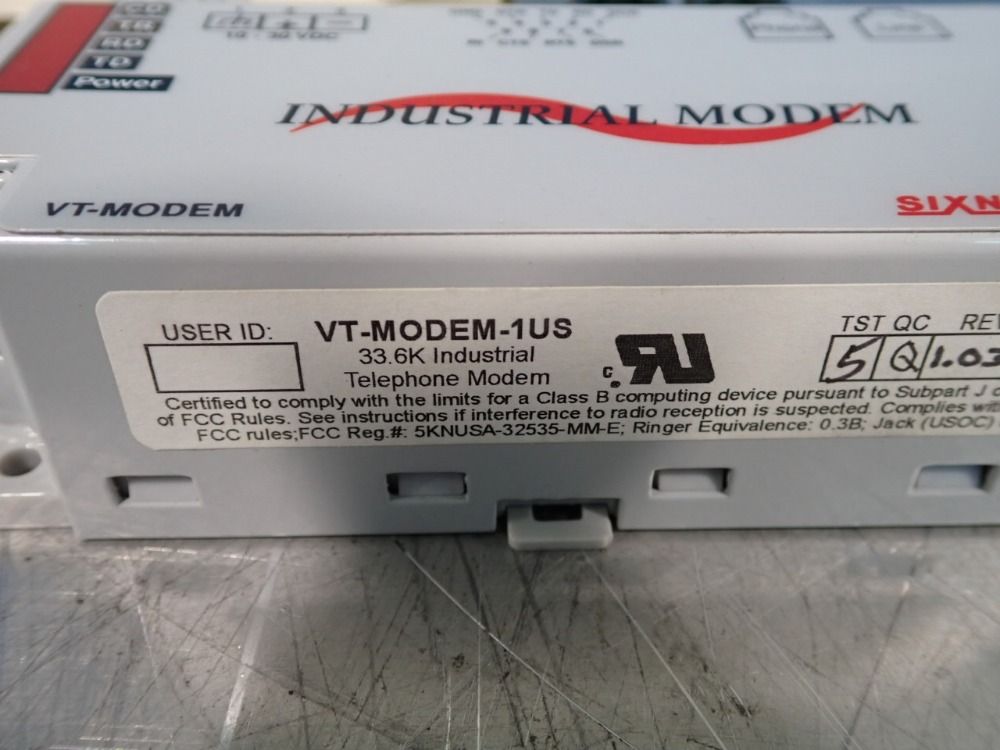 CD
TR
RD
TD
Power
10 - 30 VDC
INDUSTRIAL MODEM
VT-MODEM
SIXN
USER ID:
VT-MODEM-1US
33.6K Industrial
Telephone Modem
TST QC REV
5 Q 1.03
Certified to comply with the limits for a Class B computing device pursuant to Subpart J
of FCC Rules. See instructions if interference to radio reception is suspected. Complies
FCC rules;FCC Reg.#: 5KNUSA-32535-MM-E; Ringer Equivalence: 0.3B; Jack (USOC)